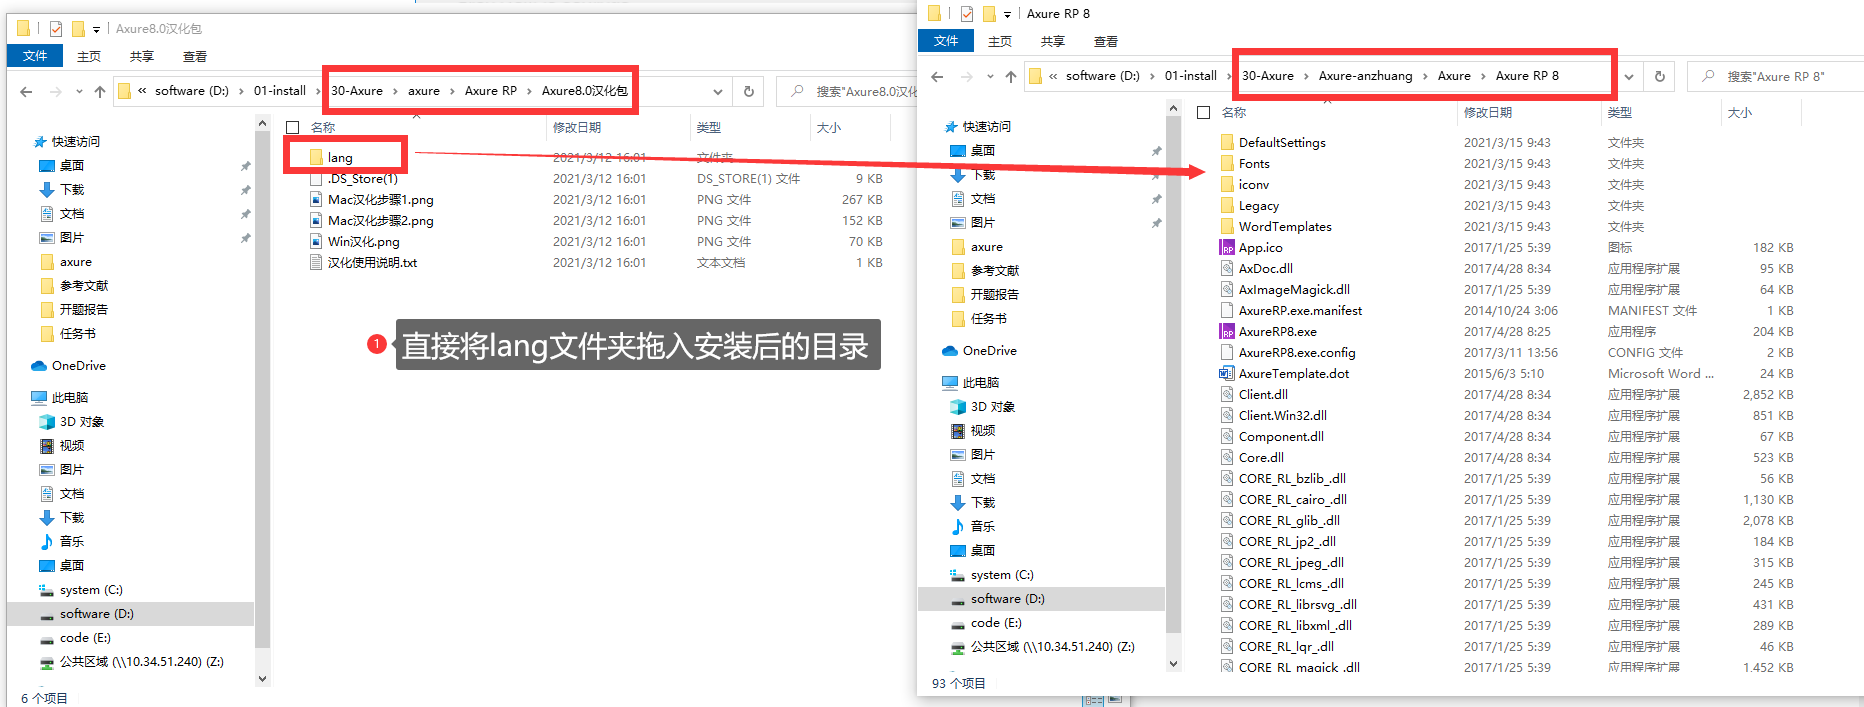 Axure8.0汉化包
文件 主页 共享 查看
« software (D:) › 01-install › 30-Axure › axure › Axure RP › Axure8.0汉化包
搜索"Axure8.0汉化
名称 修改日期 类型 大小
lang 2021/3/12 16:01 文件夹
.DS_Store(1) 2021/3/12 16:01 DS_STORE(1) 文件 9 KB
Mac汉化步骤1.png 2021/3/12 16:01 PNG 文件 267 KB
Mac汉化步骤2.png 2021/3/12 16:01 PNG 文件 152 KB
Win汉化.png 2021/3/12 16:01 PNG 文件 70 KB
汉化使用说明.txt 2021/3/12 16:01 文本文档 1 KB
快速访问
桌面
下载
文档
图片
axure
参考文献
开题报告
任务书
OneDrive
此电脑
3D 对象
视频
图片
文档
下载
音乐
桌面
system (C:)
software (D:)
code (E:)
公共区域 (\\10.34.51.240) (Z:)
6 个项目
1 直接将lang文件夹拖入安装后的目录
Axure RP 8
文件 主页 共享 查看
« software (D:) › 01-install › 30-Axure › Axure-anzhuang › Axure › Axure RP 8
搜索"Axure RP 8"
快速访问
桌面
下载
文档
图片
axure
参考文献
开题报告
任务书
OneDrive
此电脑
3D 对象
视频
图片
文档
下载
音乐
桌面
system (C:)
software (D:)
code (E:)
公共区域 (\\10.34.51.240) (Z:)
名称 修改日期 类型 大小
DefaultSettings 2021/3/15 9:43 文件夹
Fonts 2021/3/15 9:43 文件夹
iconv 2021/3/15 9:43 文件夹
Legacy 2021/3/15 9:43 文件夹
WordTemplates 2021/3/15 9:43 文件夹
App.ico 2017/1/25 5:39 图标 182 KB
AxDoc.dll 2017/4/28 8:34 应用程序扩展 95 KB
AxImageMagick.dll 2017/1/25 5:39 应用程序扩展 64 KB
AxureRP.exe.manifest 2014/10/24 3:06 MANIFEST 文件 1 KB
AxureRP8.exe 2017/4/28 8:25 应用程序 204 KB
AxureRP8.exe.config 2017/3/11 13:56 CONFIG 文件 2 KB
AxureTemplate.dot 2015/6/3 5:10 Microsoft Word ... 24 KB
Client.dll 2017/4/28 8:34 应用程序扩展 2,852 KB
Client.Win32.dll 2017/4/28 8:34 应用程序扩展 851 KB
Component.dll 2017/4/28 8:34 应用程序扩展 67 KB
Core.dll 2017/4/28 8:34 应用程序扩展 523 KB
CORE_RL_bzlib_.dll 2017/1/25 5:39 应用程序扩展 56 KB
CORE_RL_cairo_.dll 2017/1/25 5:39 应用程序扩展 1,130 KB
CORE_RL_glib_.dll 2017/1/25 5:39 应用程序扩展 2,078 KB
CORE_RL_jp2_.dll 2017/1/25 5:39 应用程序扩展 184 KB
CORE_RL_jpeg_.dll 2017/1/25 5:39 应用程序扩展 315 KB
CORE_RL_lcms_.dll 2017/1/25 5:39 应用程序扩展 245 KB
CORE_RL_librsvg_.dll 2017/1/25 5:39 应用程序扩展 431 KB
CORE_RL_libxml_.dll 2017/1/25 5:39 应用程序扩展 289 KB
CORE_RL_lqr_.dll 2017/1/25 5:39 应用程序扩展 46 KB
CORE_RL_magick_.dll 2017/1/25 5:39 应用程序扩展 1,452 KB
93 个项目